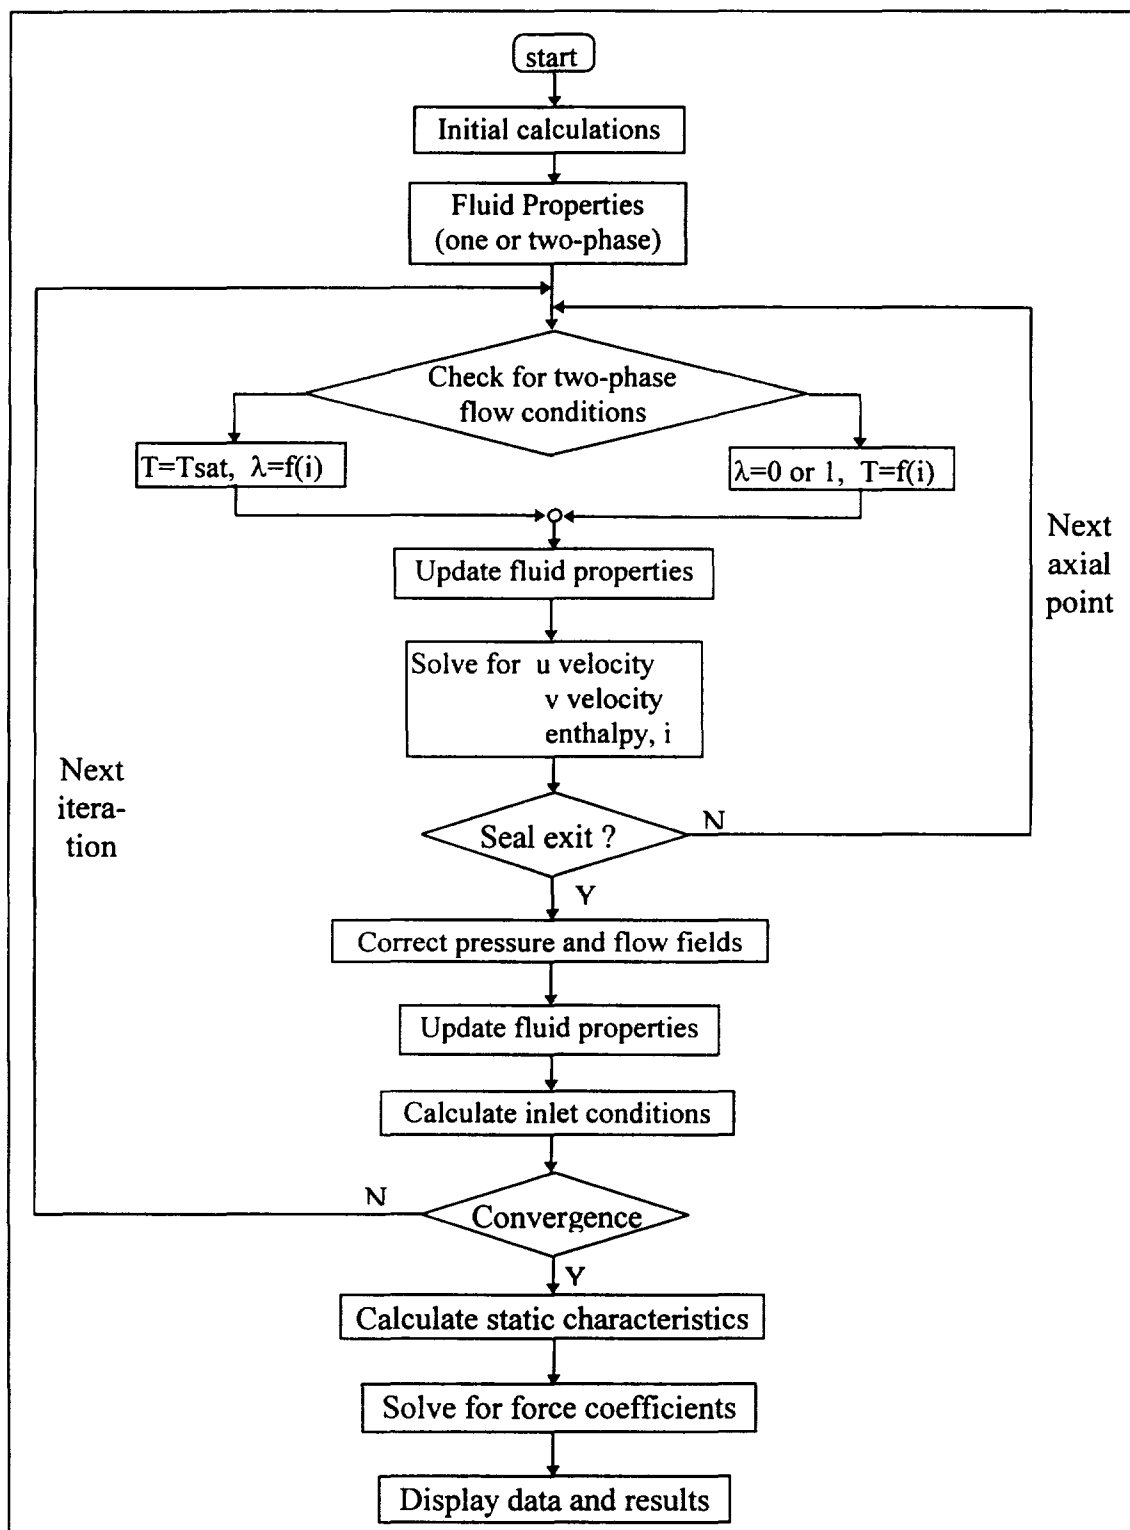 start
Initial calculations
Fluid Properties
(one or two-phase)
Check for two-phase
flow conditions
T=Tsat, λ=f(i)
λ=0 or 1, T=f(i)
Next
axial
point
Update fluid properties
Solve for u velocity
v velocity
enthalpy, i
Next
itera-
tion
Seal exit ?
N
Y
Correct pressure and flow fields
Update fluid properties
Calculate inlet conditions
N
Convergence
Y
Calculate static characteristics
Solve for force coefficients
Display data and results